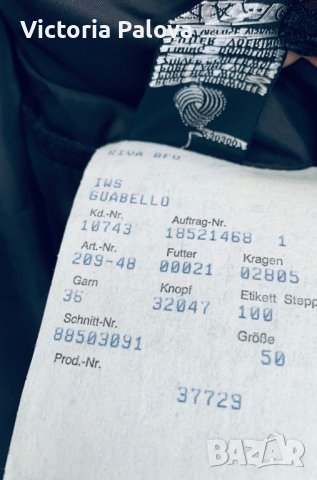 Victoria Palova
RIVA BFU
IWS
GUABELLO
Kd.-Nr. Auftrag-Nr.
10743 18521468 1
Art.-Nr. Futter Kragen
209-48 00021 02805
Garn Knopf Etikett Stepp
36 32047 100
Schnitt-Nr. Größe
88503091 50
Prod.-Nr.
37729
BAZAR